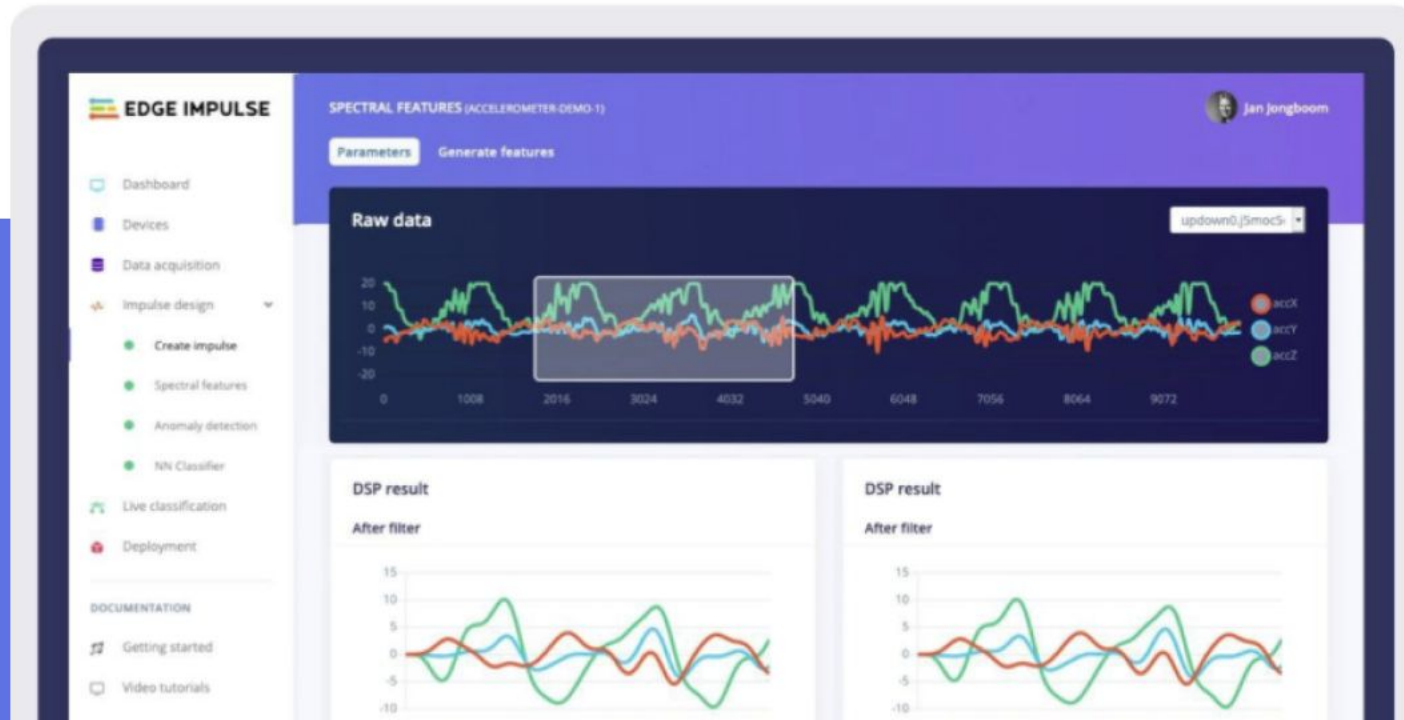 EDGE IMPULSE
Dashboard
Devices
Data acquisition
Impulse design
Create impulse
Spectral features
Anomaly detection
NN Classifier
Live classification
Deployment
DOCUMENTATION
Getting started
Video tutorials
SPECTRAL FEATURES (ACCELEROMETER-DEMO-1)
Jan Jongboom
Parameters Generate features
Raw data
20
10
0
-10
-20
0 1008 2016 3024 4032 5040 6048 7056 8064 9072
accX
accY
accZ
DSP result
After filter
15
10
5
0
-5
-10
DSP result
After filter
15
10
5
0
-5
-10